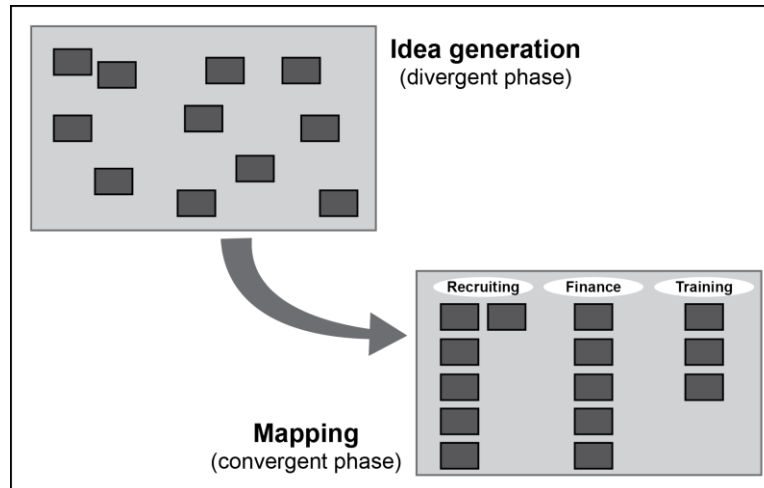 Idea generation
(divergent phase)
Recruiting Finance Training
Mapping
(convergent phase)